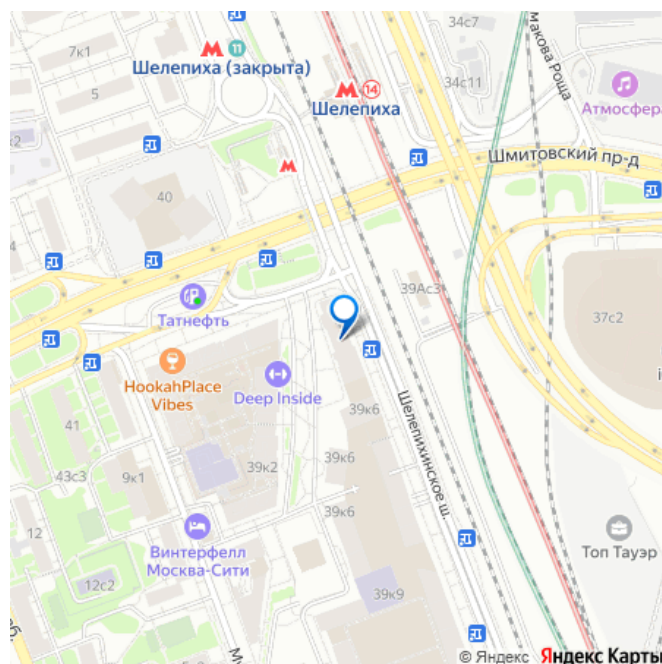 34с7
7к1
11
Шелепиха (закрыта)
14
Шелепиха
34с11
макова Роща
Атмосфера
5
Шмитовский пр-д
40
39Ас3
Татнефть
37с2
HookahPlace
Vibes
Deep Inside
Шелепихинское ш.
39к6
41
43с3
9к1
39к2
39к6
39к6
12
Винтерфелл
Москва-Сити
Топ Тауэр
12с2
39к9
© Яндекс Яндекс Карты